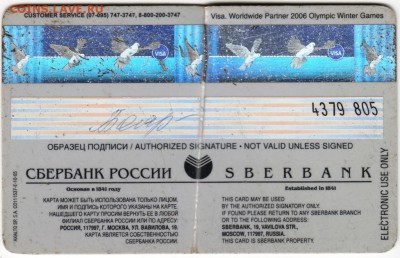 МОНЕТЫ.LAVE.RU
CUSTOMER SERVICE (07-095) 747-3747, 8-800-200-3747 Visa. Worldwide Partner 2006 Olympic Winter Games
VISA VISA
4379 805
ОБРАЗЕЦ ПОДПИСИ / AUTHORIZED SIGNATURE • NOT VALID UNLESS SIGNED
СБЕРБАНК РОССИИ SBERBANK
Основан в 1841 году Established in 1841
КАРТА МОЖЕТ БЫТЬ ИСПОЛЬЗОВАНА ТОЛЬКО ЛИЦОМ,
ИМЯ И ПОДПИСЬ КОТОРОГО УКАЗАНЫ НА КАРТЕ.
НАШЕДШЕГО КАРТУ ПРОСИМ ВЕРНУТЬ ЕЕ В ЛЮБОЙ
ФИЛИАЛ СБЕРБАНКА РОССИИ ИЛИ ПО АДРЕСУ:
РОССИЯ, 117997, Г. МОСКВА, УЛ. ВАВИЛОВА, 19.
КАРТА ЯВЛЯЕТСЯ СОБСТВЕННОСТЬЮ
СБЕРБАНКА РОССИИ.
THIS CARD MAY BE USED
BY THE AUTHORIZED SIGNATORY ONLY.
IF FOUND PLEASE RETURN TO ANY SBERBANK BRANCH
OR TO THE FOLLOWING ADDRESS:
SBERBANK, 19, VAVILOVA STR.,
MOSCOW, 117997, RUSSIA.
THIS CARD IS PROPERTY OF SBERBANK.
ELECTRONIC USE ONLY